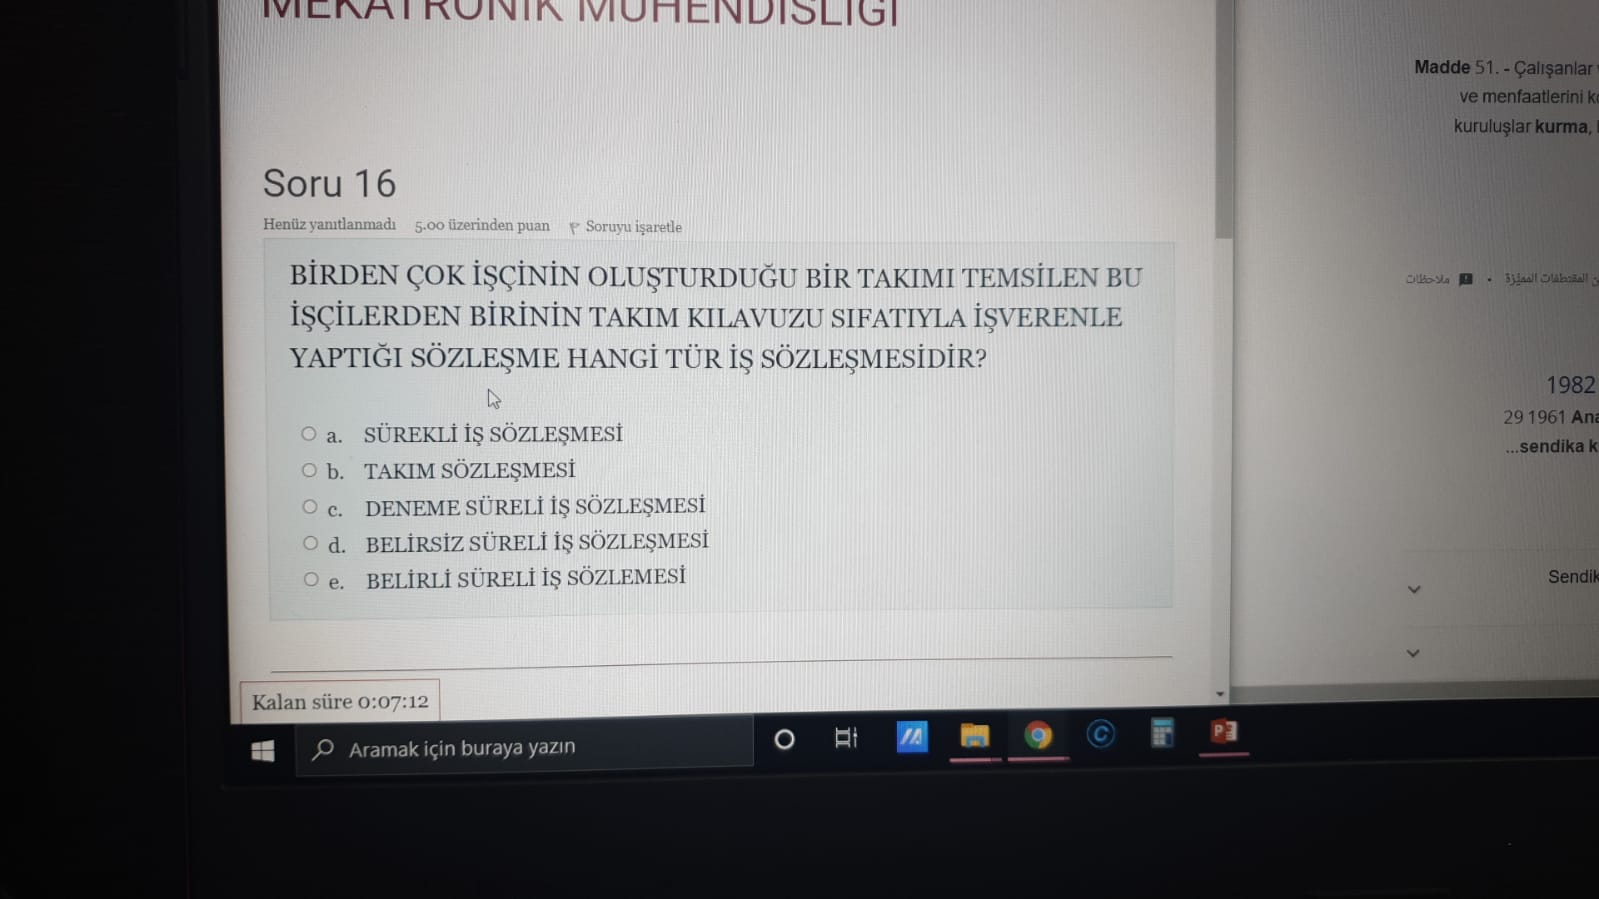 MEKATRONİK MÜHENDİSLİĞİ
Soru 16
Henüz yanıtlanmadı 5.00 üzerinden puan Soruyu işaretle
BİRDEN ÇOK İŞÇİNİN OLUŞTURDUĞU BİR TAKIMI TEMSİLEN BU
İŞÇİLERDEN BİRİNİN TAKIM KILAVUZU SIFATIYLA İŞVERENLE
YAPTIĞI SÖZLEŞME HANGİ TÜR İŞ SÖZLEŞMESİDİR?
a. SÜREKLİ İŞ SÖZLEŞMESİ
b. TAKIM SÖZLEŞMESİ
c. DENEME SÜRELİ İŞ SÖZLEŞMESİ
d. BELİRSİZ SÜRELİ İŞ SÖZLEŞMESİ
e. BELİRLİ SÜRELİ İŞ SÖZLEMESİ
Kalan süre 0:07:12
Aramak için buraya yazın
Madde 51. - Çalışanlar
ve menfaatlerini
kuruluşlar kurma,
المقتطفات المميّزة • ملاحظات
1982
29 1961
...sendika